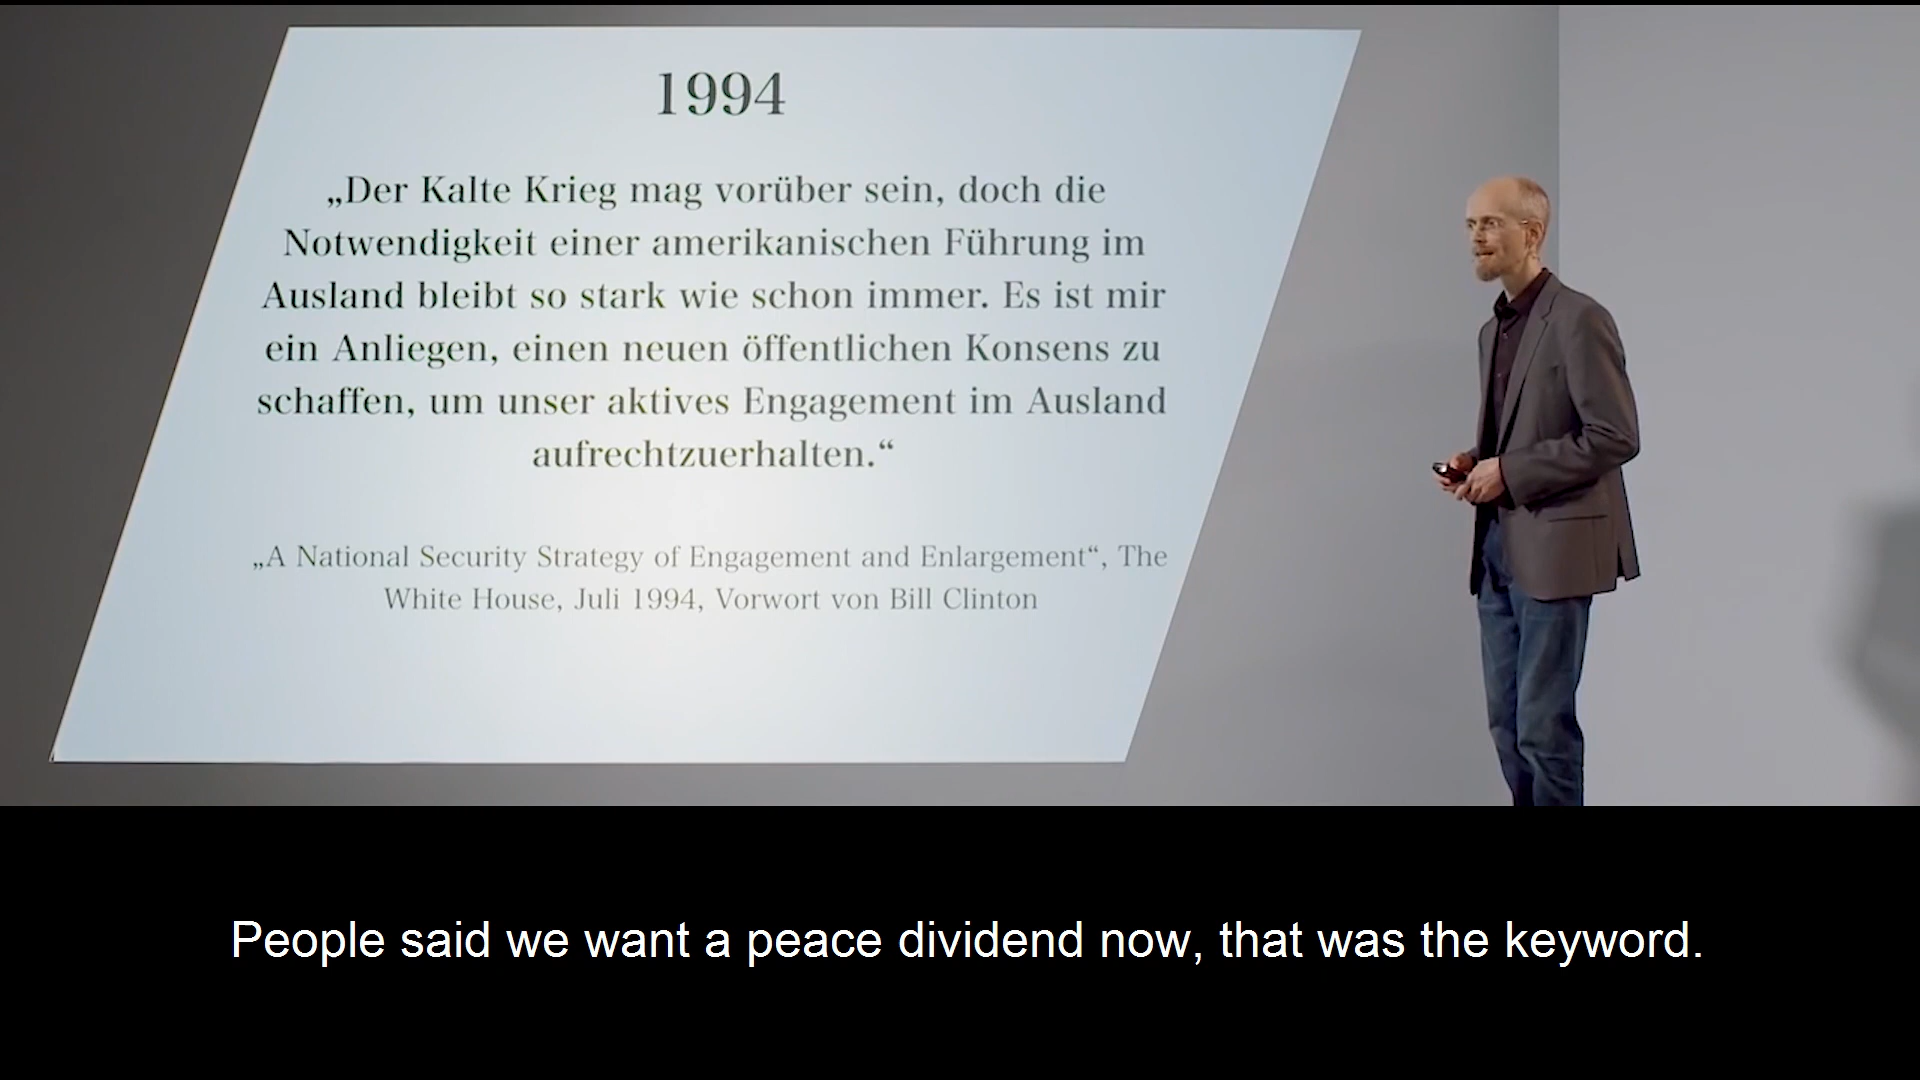 1994
„Der Kalte Krieg mag vorüber sein, doch die
Notwendigkeit einer amerikanischen Führung im
Ausland bleibt so stark wie schon immer. Es ist mir
ein Anliegen, einen neuen öffentlichen Konsens zu
schaffen, um unser aktives Engagement im Ausland
aufrechtzuerhalten.“
„A National Security Strategy of Engagement and Enlargement“, The
White House, Juli 1994, Vorwort von Bill Clinton
People said we want a peace dividend now, that was the keyword.